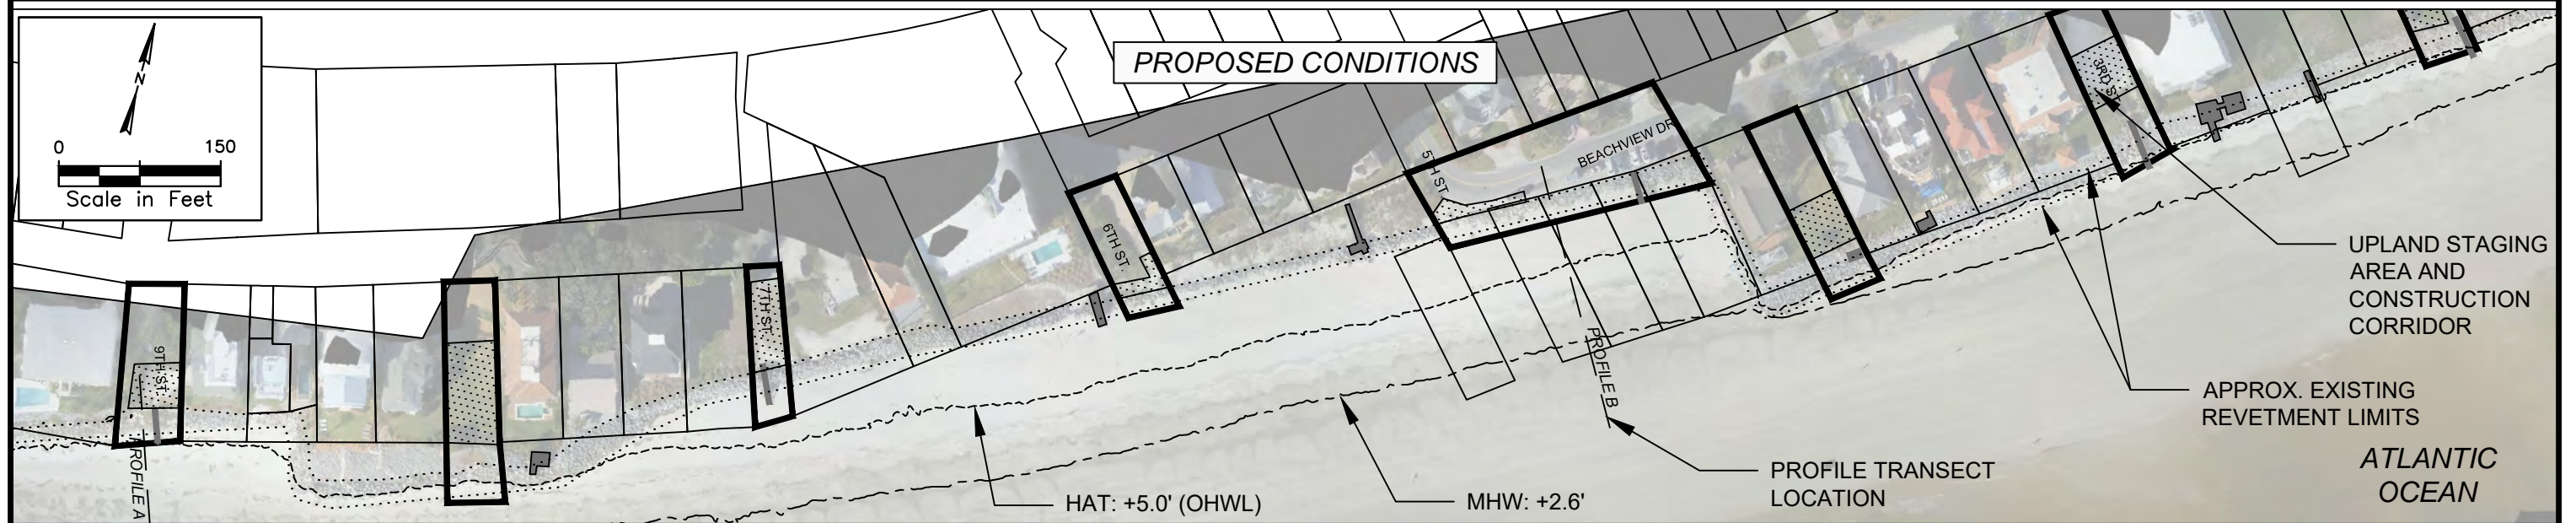 PROPOSED CONDITIONS
N
0 150
Scale in Feet
9TH ST.
7TH ST.
6TH ST.
5TH ST.
BEACHVIEW DR
3RD ST.
UPLAND STAGING
AREA AND
CONSTRUCTION
CORRIDOR
APPROX. EXISTING
REVETMENT LIMITS
PROFILE A
PROFILE B
HAT: +5.0' (OHWL)
MHW: +2.6'
PROFILE TRANSECT
LOCATION
ATLANTIC
OCEAN